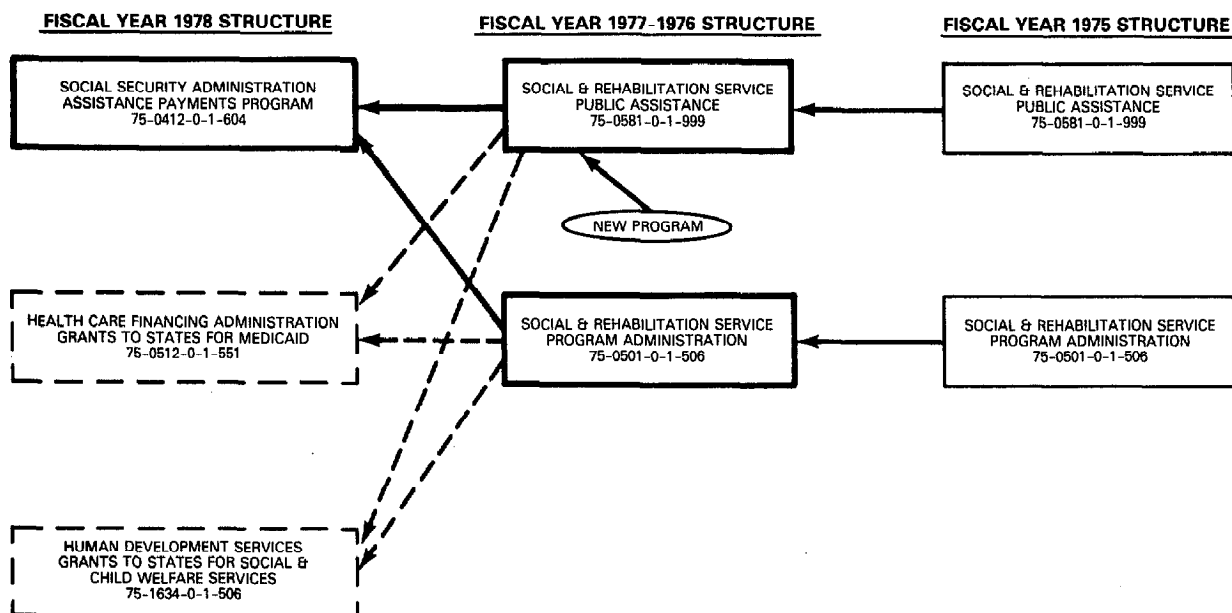 FISCAL YEAR 1978 STRUCTURE
FISCAL YEAR 1977-1976 STRUCTURE
FISCAL YEAR 1975 STRUCTURE
SOCIAL SECURITY ADMINISTRATION
ASSISTANCE PAYMENTS PROGRAM
75-0412-0-1-604
SOCIAL & REHABILITATION SERVICE
PUBLIC ASSISTANCE
75-0581-0-1-999
SOCIAL & REHABILITATION SERVICE
PUBLIC ASSISTANCE
75-0581-0-1-999
NEW PROGRAM
HEALTH CARE FINANCING ADMINISTRATION
GRANTS TO STATES FOR MEDICAID
75-0512-0-1-551
SOCIAL & REHABILITATION SERVICE
PROGRAM ADMINISTRATION
75-0501-0-1-506
SOCIAL & REHABILITATION SERVICE
PROGRAM ADMINISTRATION
75-0501-0-1-506
HUMAN DEVELOPMENT SERVICES
GRANTS TO STATES FOR SOCIAL &
CHILD WELFARE SERVICES
75-1634-0-1-506